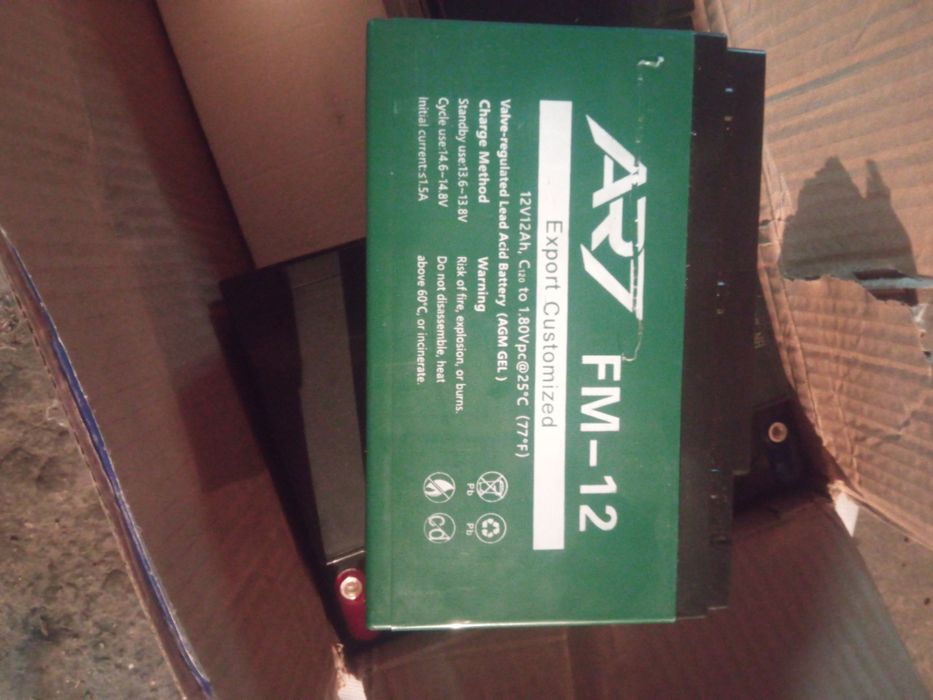 ART FM-12
Export Customized
12V12Ah, C₁₂₀ to 1.80Vpc@25°C (77°F)
Valve-regulated Lead Acid Battery (AGM GEL )
Charge Method
Standby use:13.6~13.8V
Cycle use:14.6~14.8V
Initial current:≤1.5A
Warning
Risk of fire, explosion, or burns.
Do not disassemble, heat
above 60°C, or incinerate.
Pb
Pb